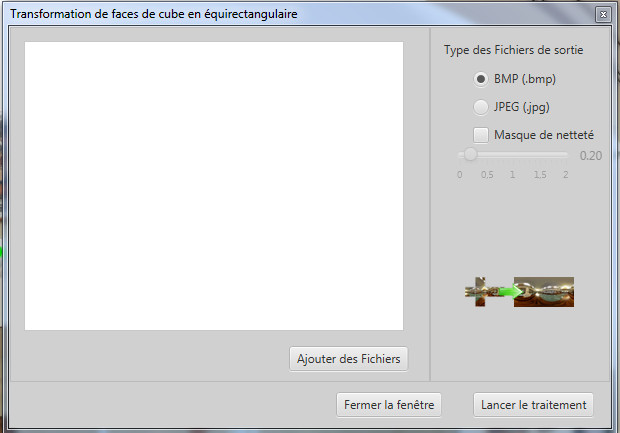 Transformation de faces de cube en équirectangulaire
Type des Fichiers de sortie
BMP (.bmp)
JPEG (.jpg)
Masque de netteté
0.20
0 0.5 1 1.5 2
Ajouter des Fichiers
Fermer la fenêtre
Lancer le traitement